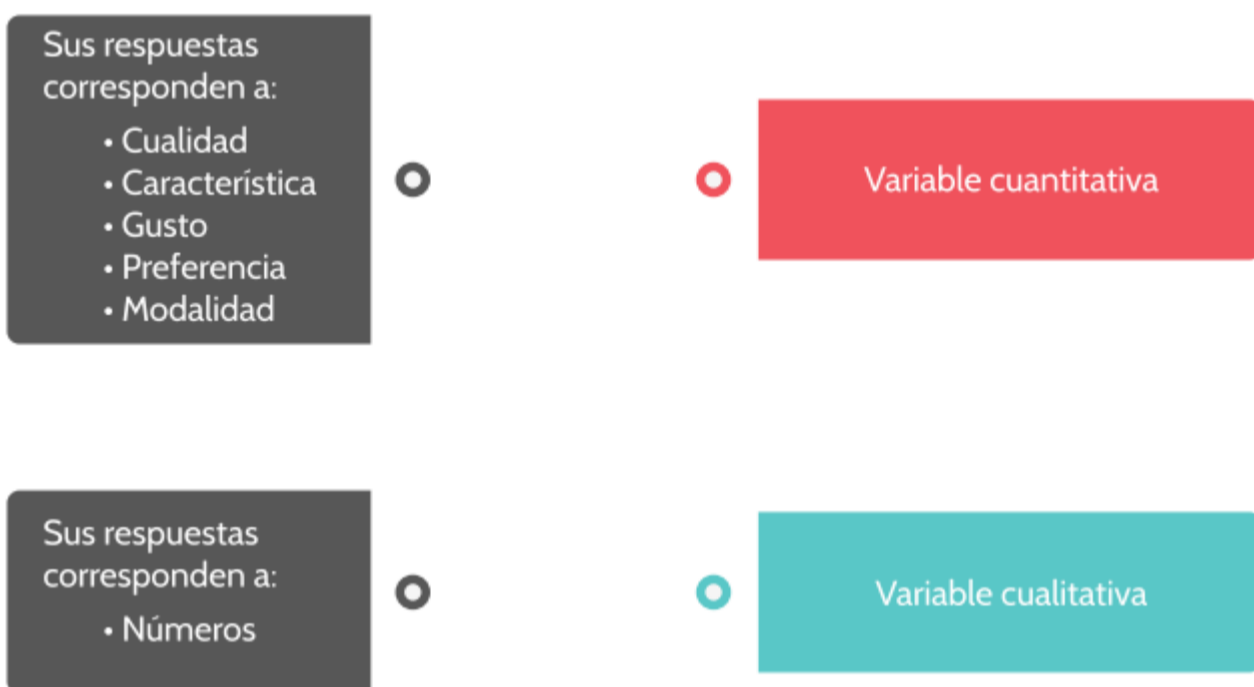 Sus respuestas
corresponden a:
• Cualidad
• Característica
• Gusto
• Preferencia
• Modalidad
Variable cuantitativa
Sus respuestas
corresponden a:
• Números
Variable cualitativa